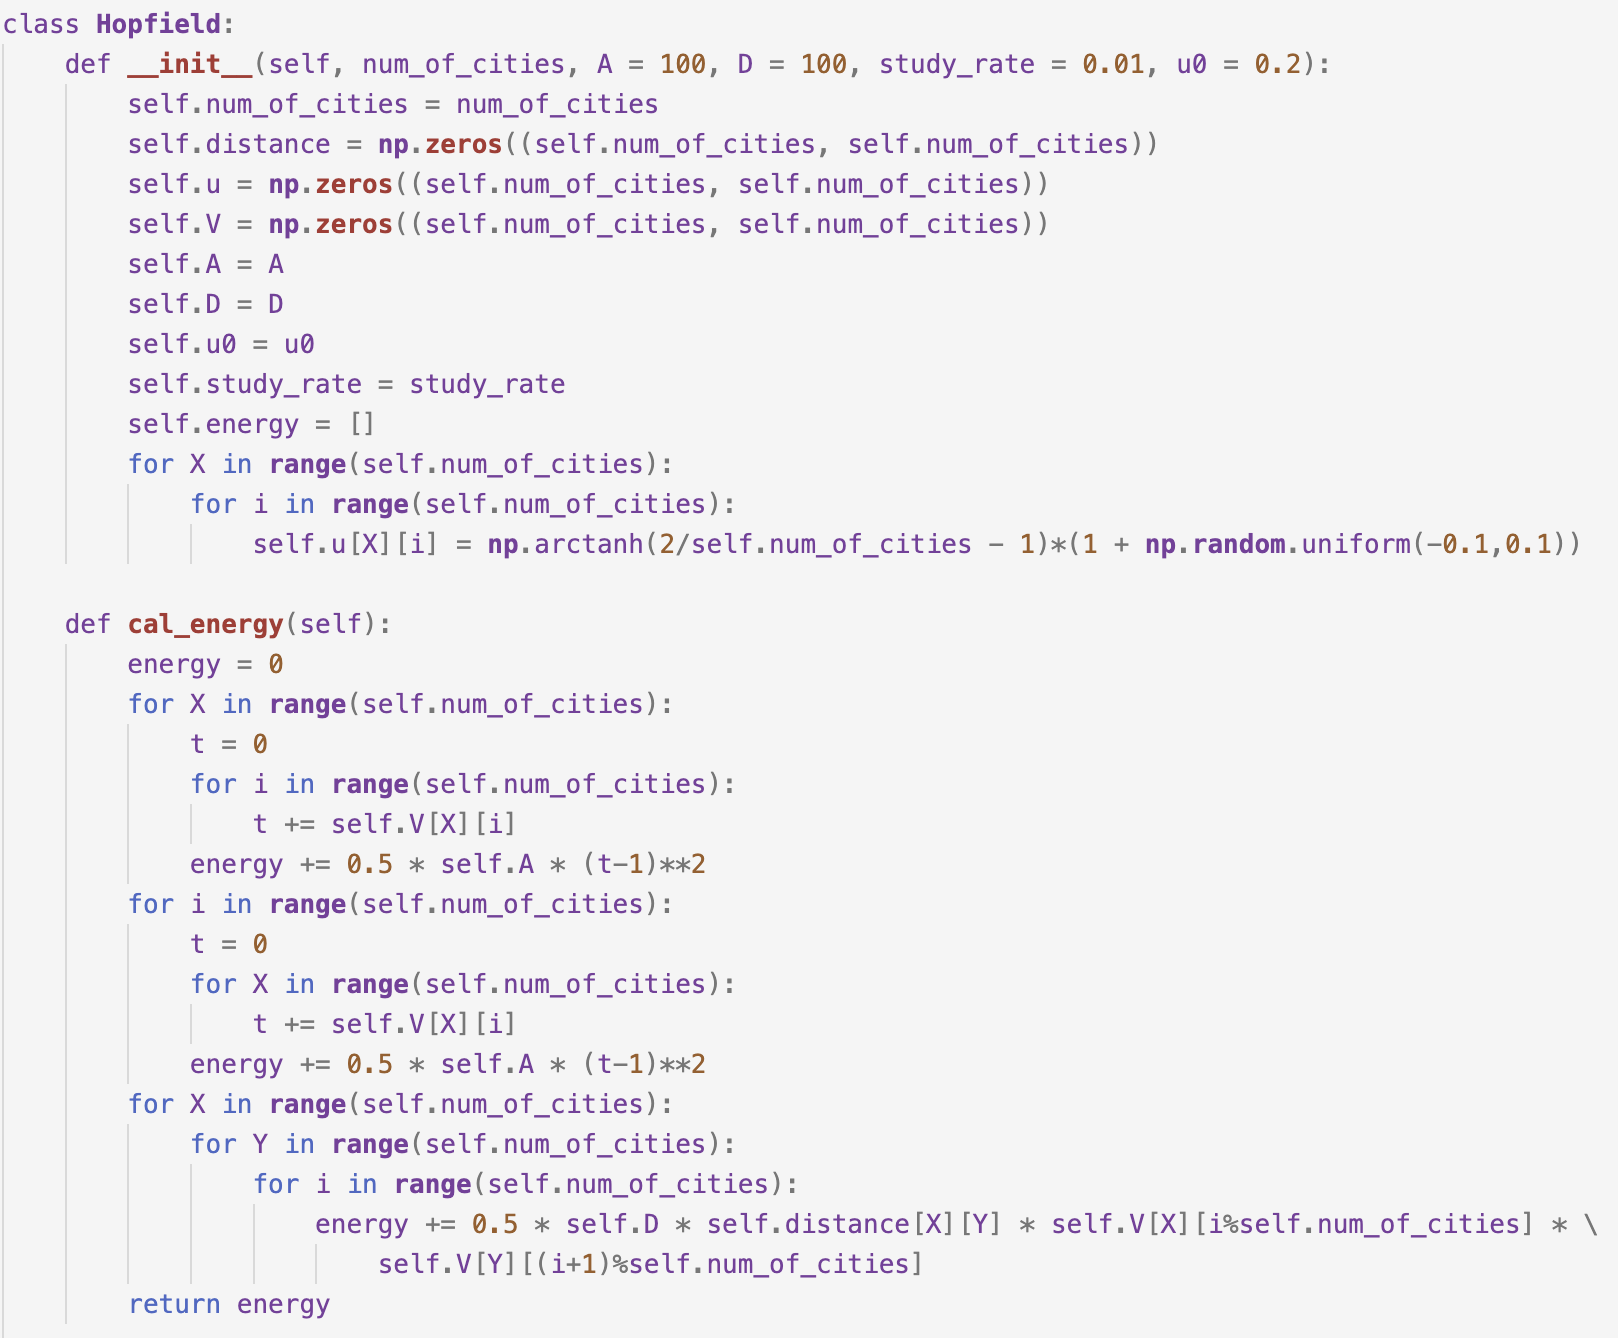 class Hopfield:
    def __init__(self, num_of_cities, A = 100, D = 100, study_rate = 0.01, u0 = 0.2):
        self.num_of_cities = num_of_cities
        self.distance = np.zeros((self.num_of_cities, self.num_of_cities))
        self.u = np.zeros((self.num_of_cities, self.num_of_cities))
        self.V = np.zeros((self.num_of_cities, self.num_of_cities))
        self.A = A
        self.D = D
        self.u0 = u0
        self.study_rate = study_rate
        self.energy = []
        for X in range(self.num_of_cities):
            for i in range(self.num_of_cities):
                self.u[X][i] = np.arctanh(2/self.num_of_cities - 1)*(1 + np.random.uniform(-0.1,0.1))

    def cal_energy(self):
        energy = 0
        for X in range(self.num_of_cities):
            t = 0
            for i in range(self.num_of_cities):
                t += self.V[X][i]
            energy += 0.5 * self.A * (t-1)**2
        for i in range(self.num_of_cities):
            t = 0
            for X in range(self.num_of_cities):
                t += self.V[X][i]
            energy += 0.5 * self.A * (t-1)**2
        for X in range(self.num_of_cities):
            for Y in range(self.num_of_cities):
                for i in range(self.num_of_cities):
                    energy += 0.5 * self.D * self.distance[X][Y] * self.V[X][i%self.num_of_cities] * \
                        self.V[Y][(i+1)%self.num_of_cities]
        return energy